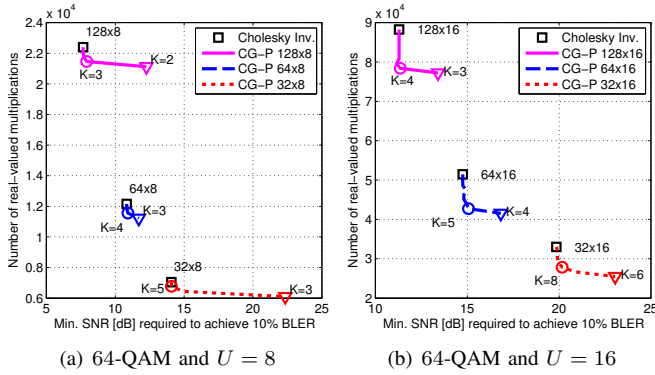 x 10⁴
2.4
2.2
2
1.8
1.6
1.4
1.2
1
0.8
0.6
5
10
15
20
25
Number of real−valued multiplications
Min. SNR [dB] required to achieve 10% BLER
Cholesky Inv.
CG−P 128x8
CG−P 64x8
CG−P 32x8
128x8
K=3
K=2
64x8
K=3
K=4
32x8
K=5
K=3
(a) 64-QAM and U = 8
x 10⁴
9
8
7
6
5
4
3
2
10
15
20
25
Number of real−valued multiplications
Min. SNR [dB] required to achieve 10% BLER
Cholesky Inv.
CG−P 128x16
CG−P 64x16
CG−P 32x16
128x16
K=4
K=3
64x16
K=5
K=4
32x16
K=8
K=6
(b) 64-QAM and U = 16